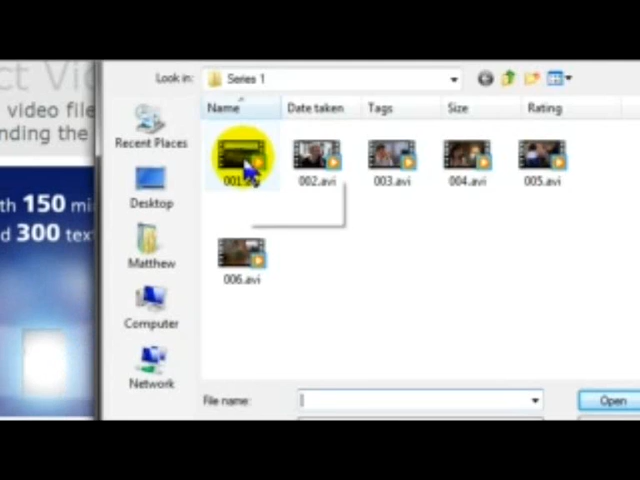 ct Vi
video file
nding the
th 150 mi
d 300 text
Look in: Series 1
Name Date taken Tags Size Rating
Recent Places
Desktop
Matthew
Computer
Network
002.avi 003.avi 004.avi 005.avi
006.avi
File name:
Open